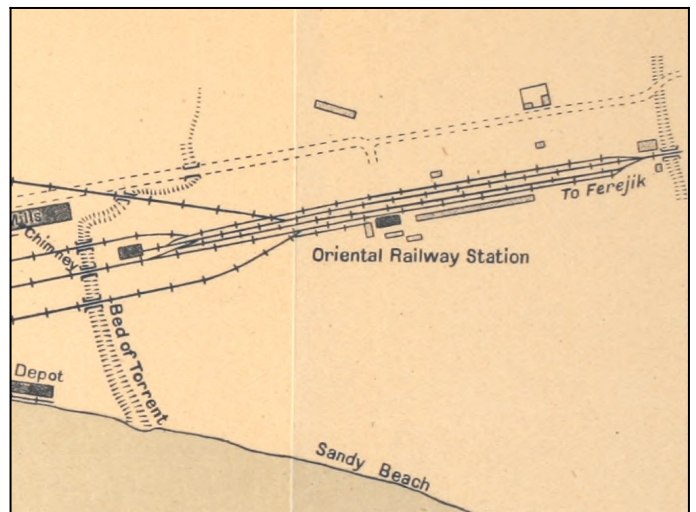 To Ferejik
Mills
Chimney
Oriental Railway Station
Bed of Torrent
Depot
Sandy Beach